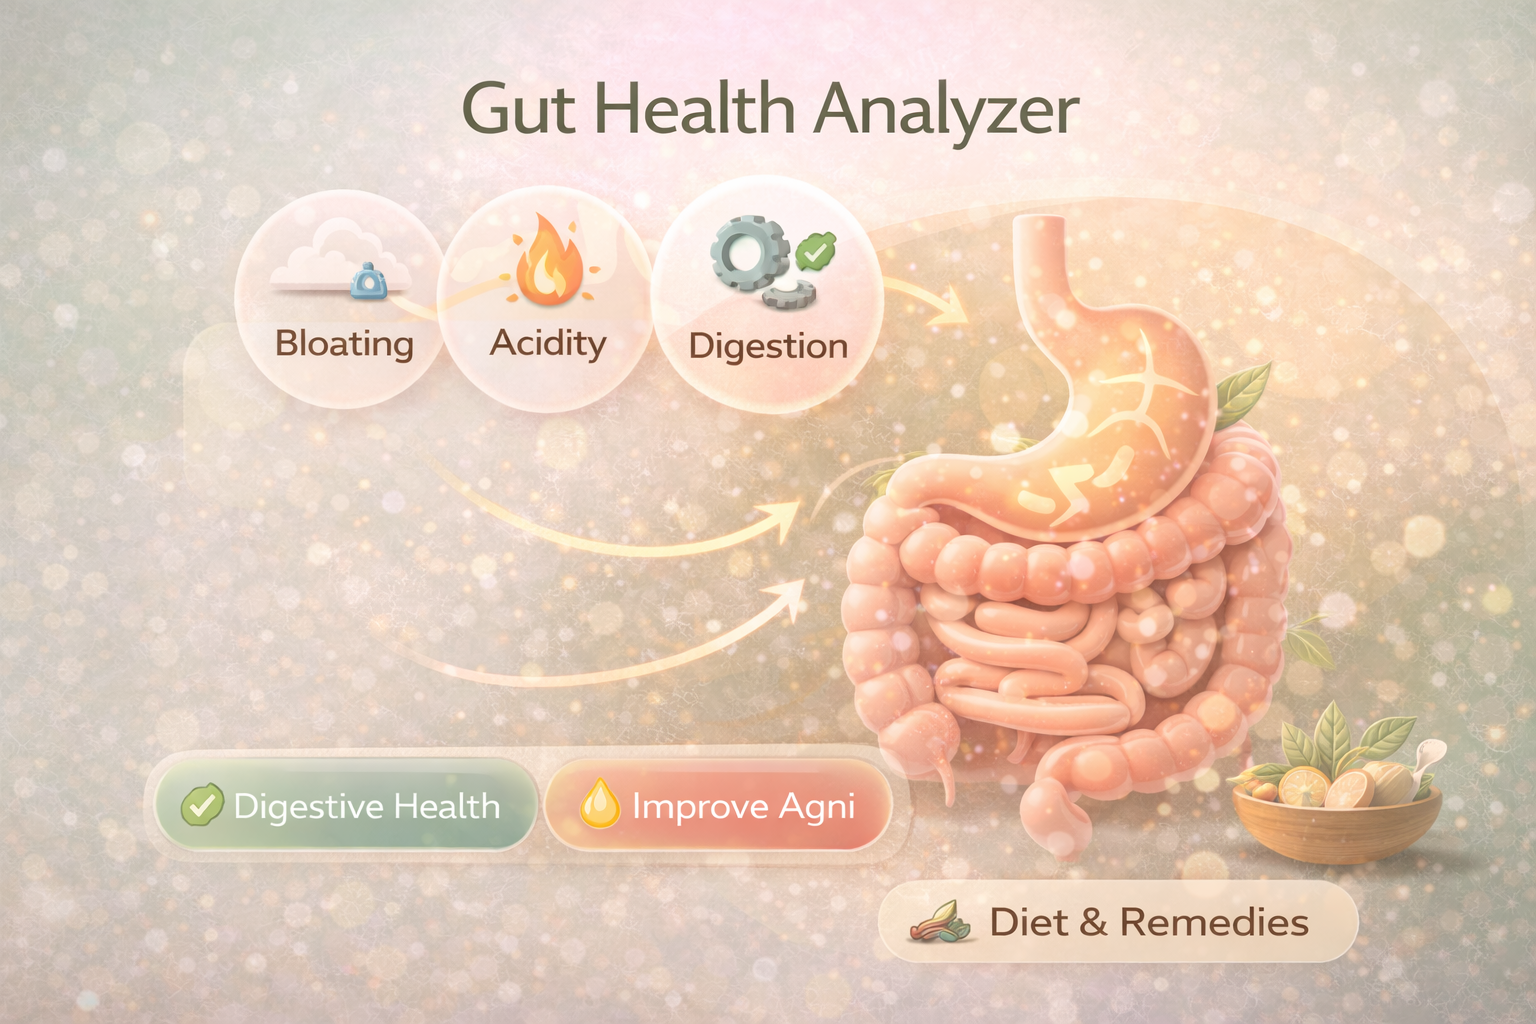 Gut Health Analyzer
Bloating
Acidity
Digestion
Digestive Health
Improve Agni
Diet & Remedies